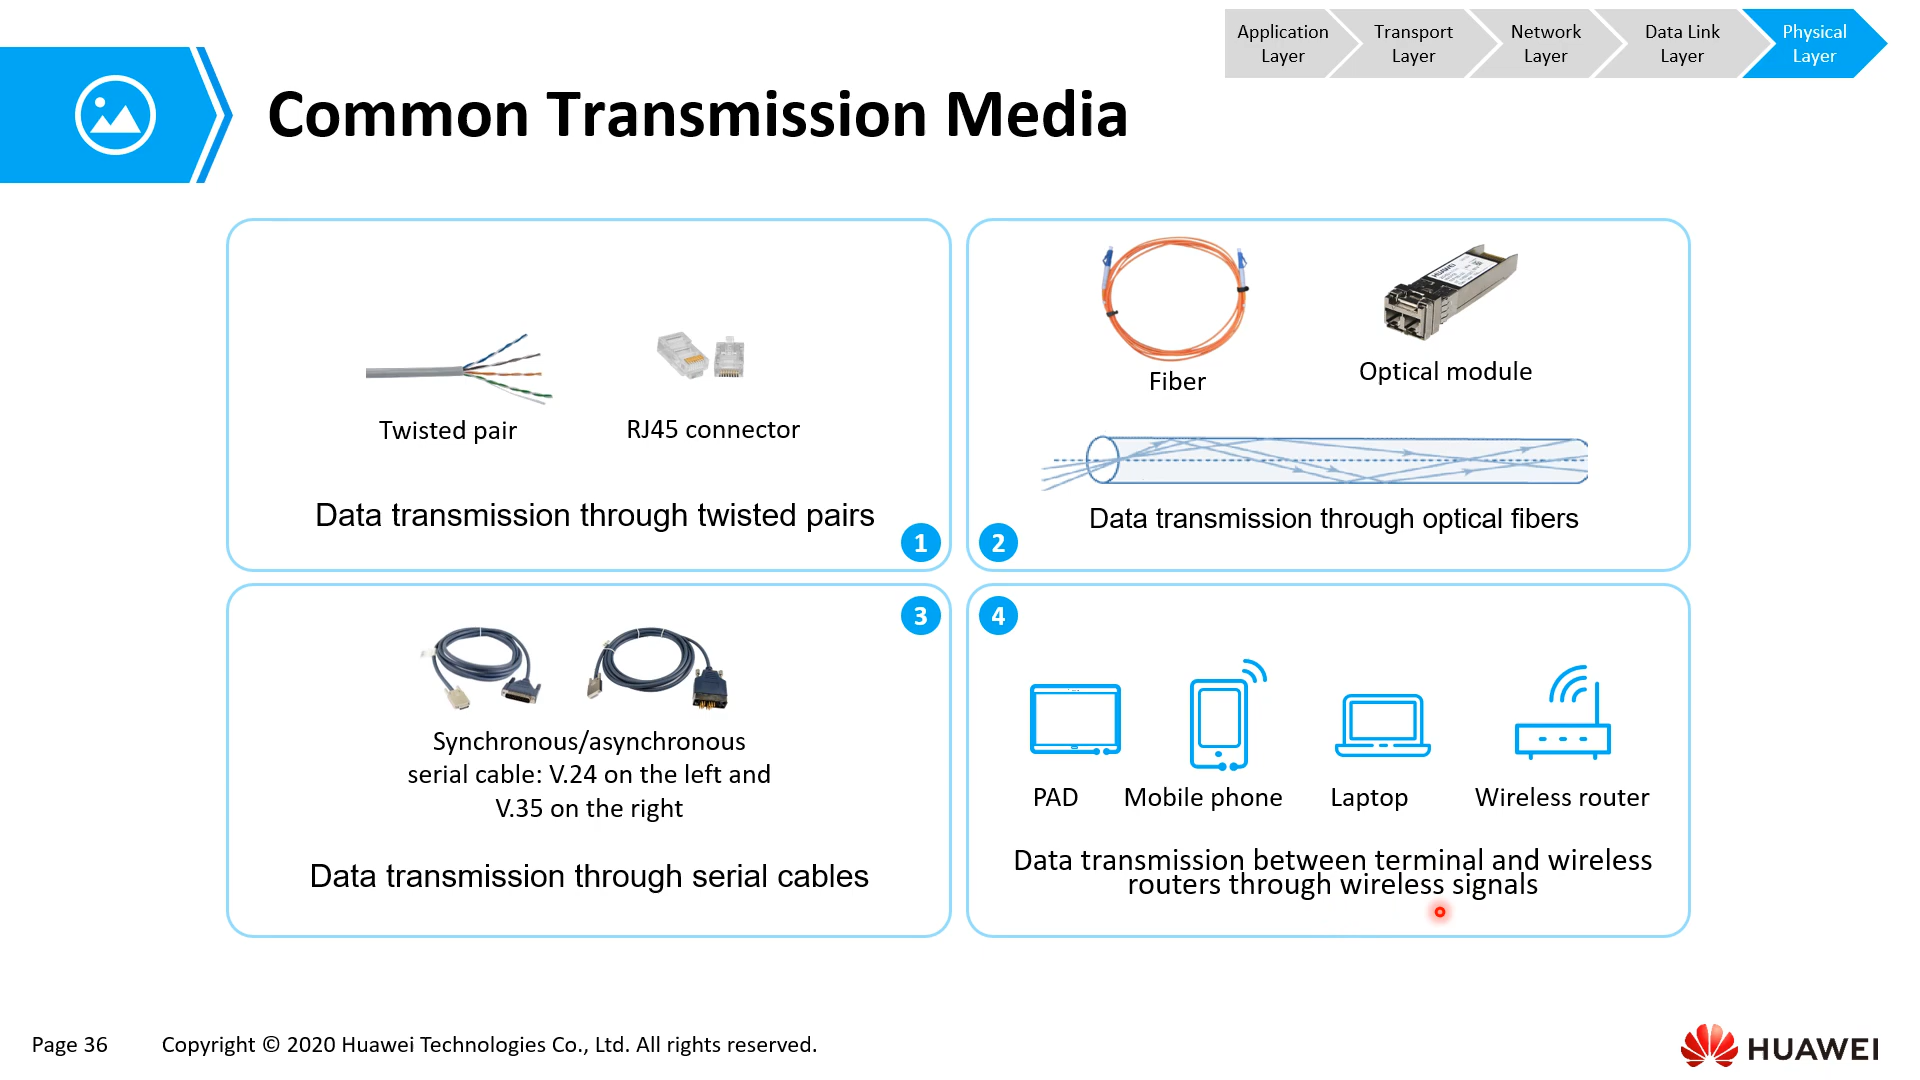 Application
Layer
Transport
Layer
Network
Layer
Data Link
Layer
Physical
Layer
Common Transmission Media
Twisted pair
RJ45 connector
Data transmission through twisted pairs
1
HUAWEI
Fiber
Optical module
Data transmission through optical fibers
2
3
Synchronous/asynchronous
serial cable: V.24 on the left and
V.35 on the right
Data transmission through serial cables
4
PAD
Mobile phone
Laptop
Wireless router
Data transmission between terminal and wireless
routers through wireless signals
Page 36
Copyright © 2020 Huawei Technologies Co., Ltd. All rights reserved.
HUAWEI